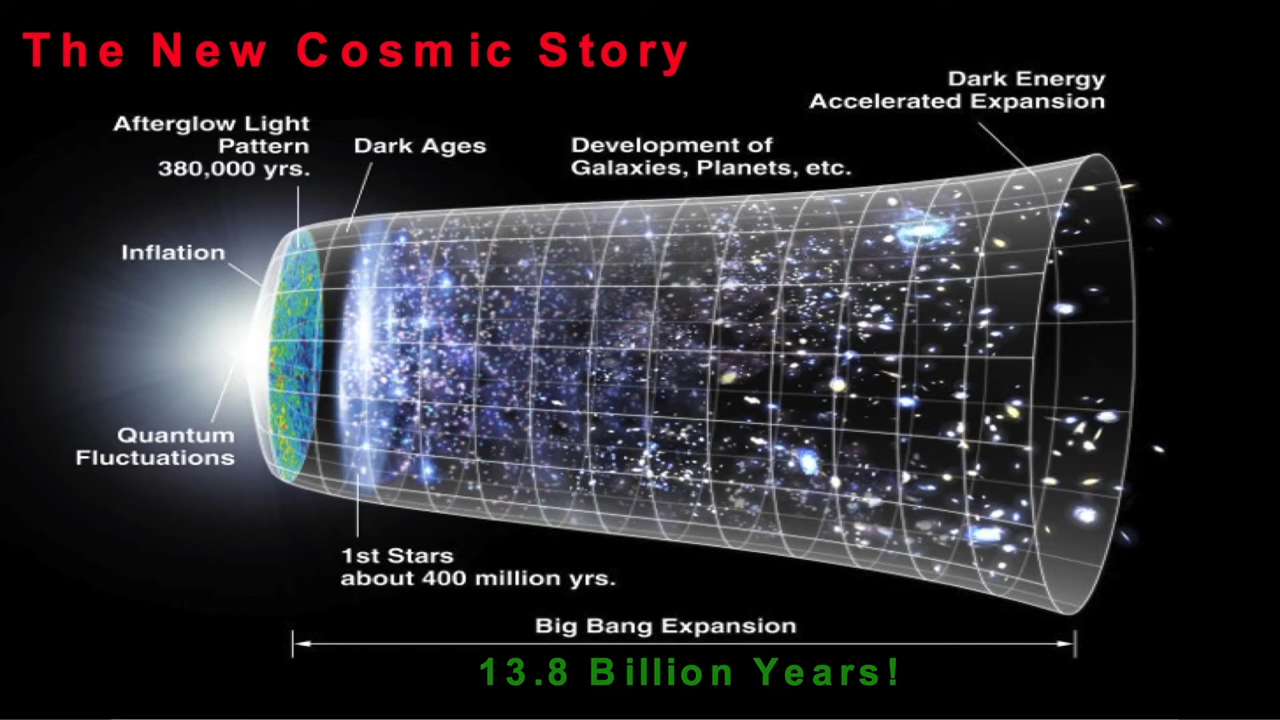 The New Cosmic Story
Dark Energy
Accelerated Expansion
Afterglow Light
Pattern
380,000 yrs.
Dark Ages
Development of
Galaxies, Planets, etc.
Inflation
Quantum
Fluctuations
1st Stars
about 400 million yrs.
Big Bang Expansion
13.8 Billion Years!